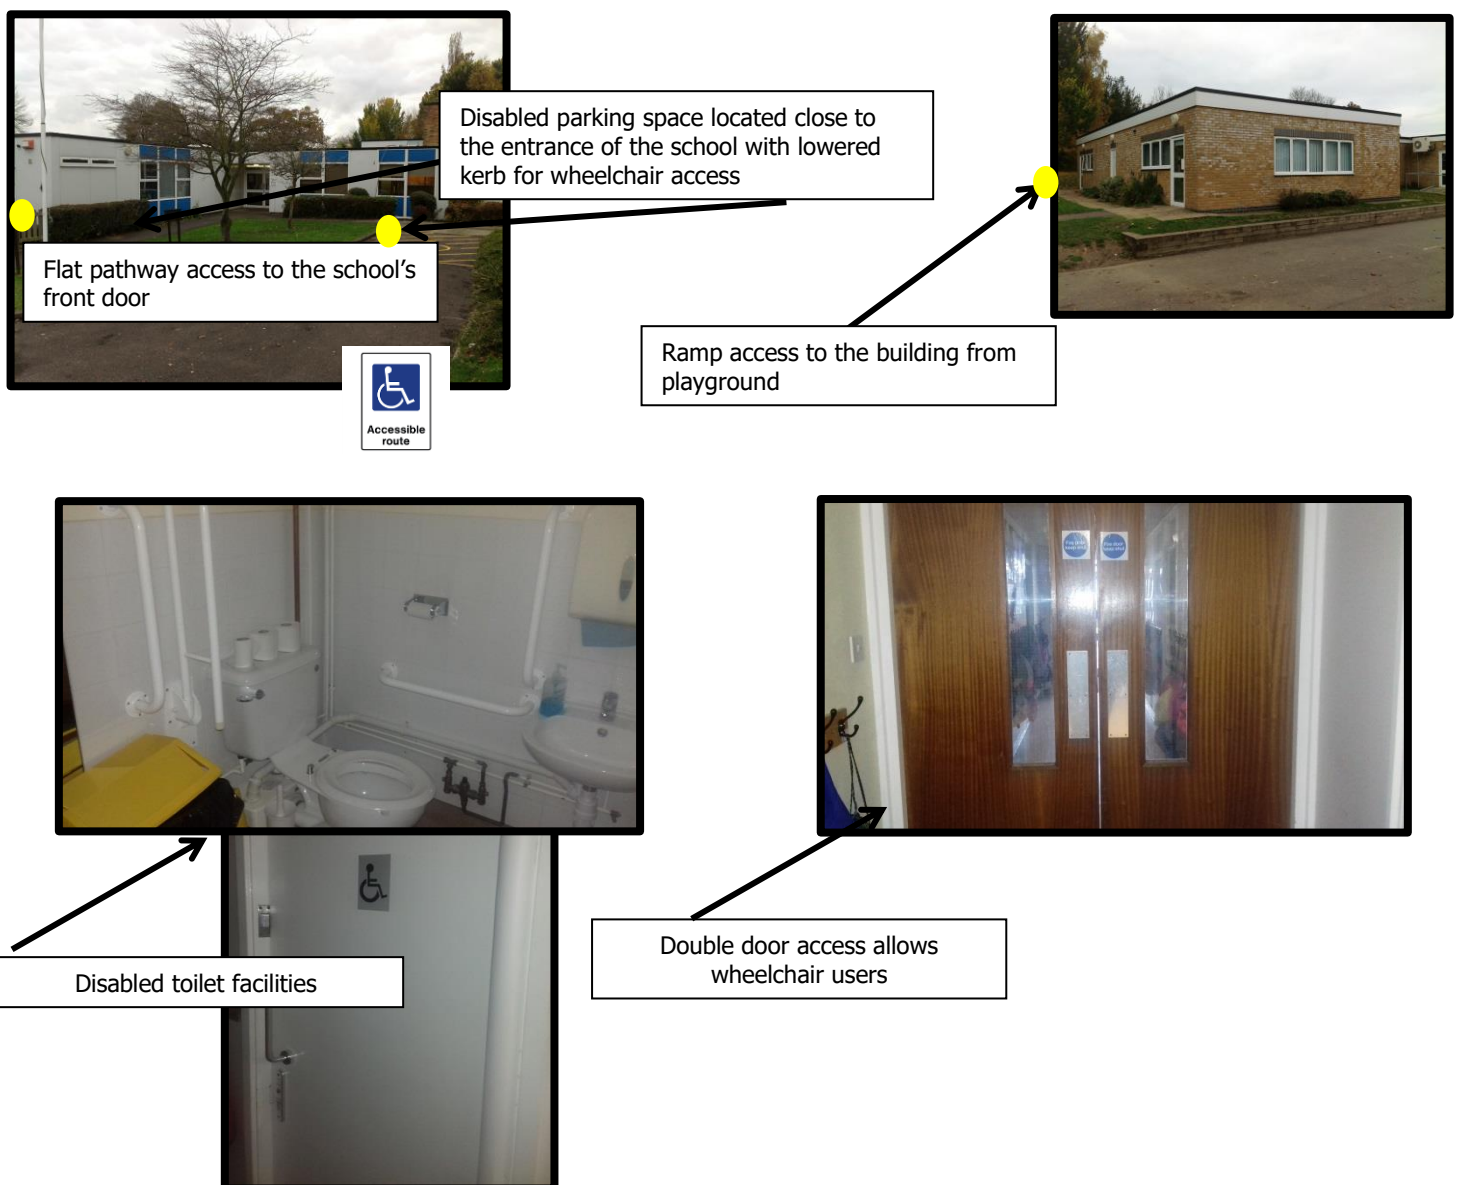 Disabled parking space located close to
the entrance of the school with lowered
kerb for wheelchair access
Flat pathway access to the school's
front door
Accessible
route
Ramp access to the building from
playground
Disabled toilet facilities
Double door access allows
wheelchair users